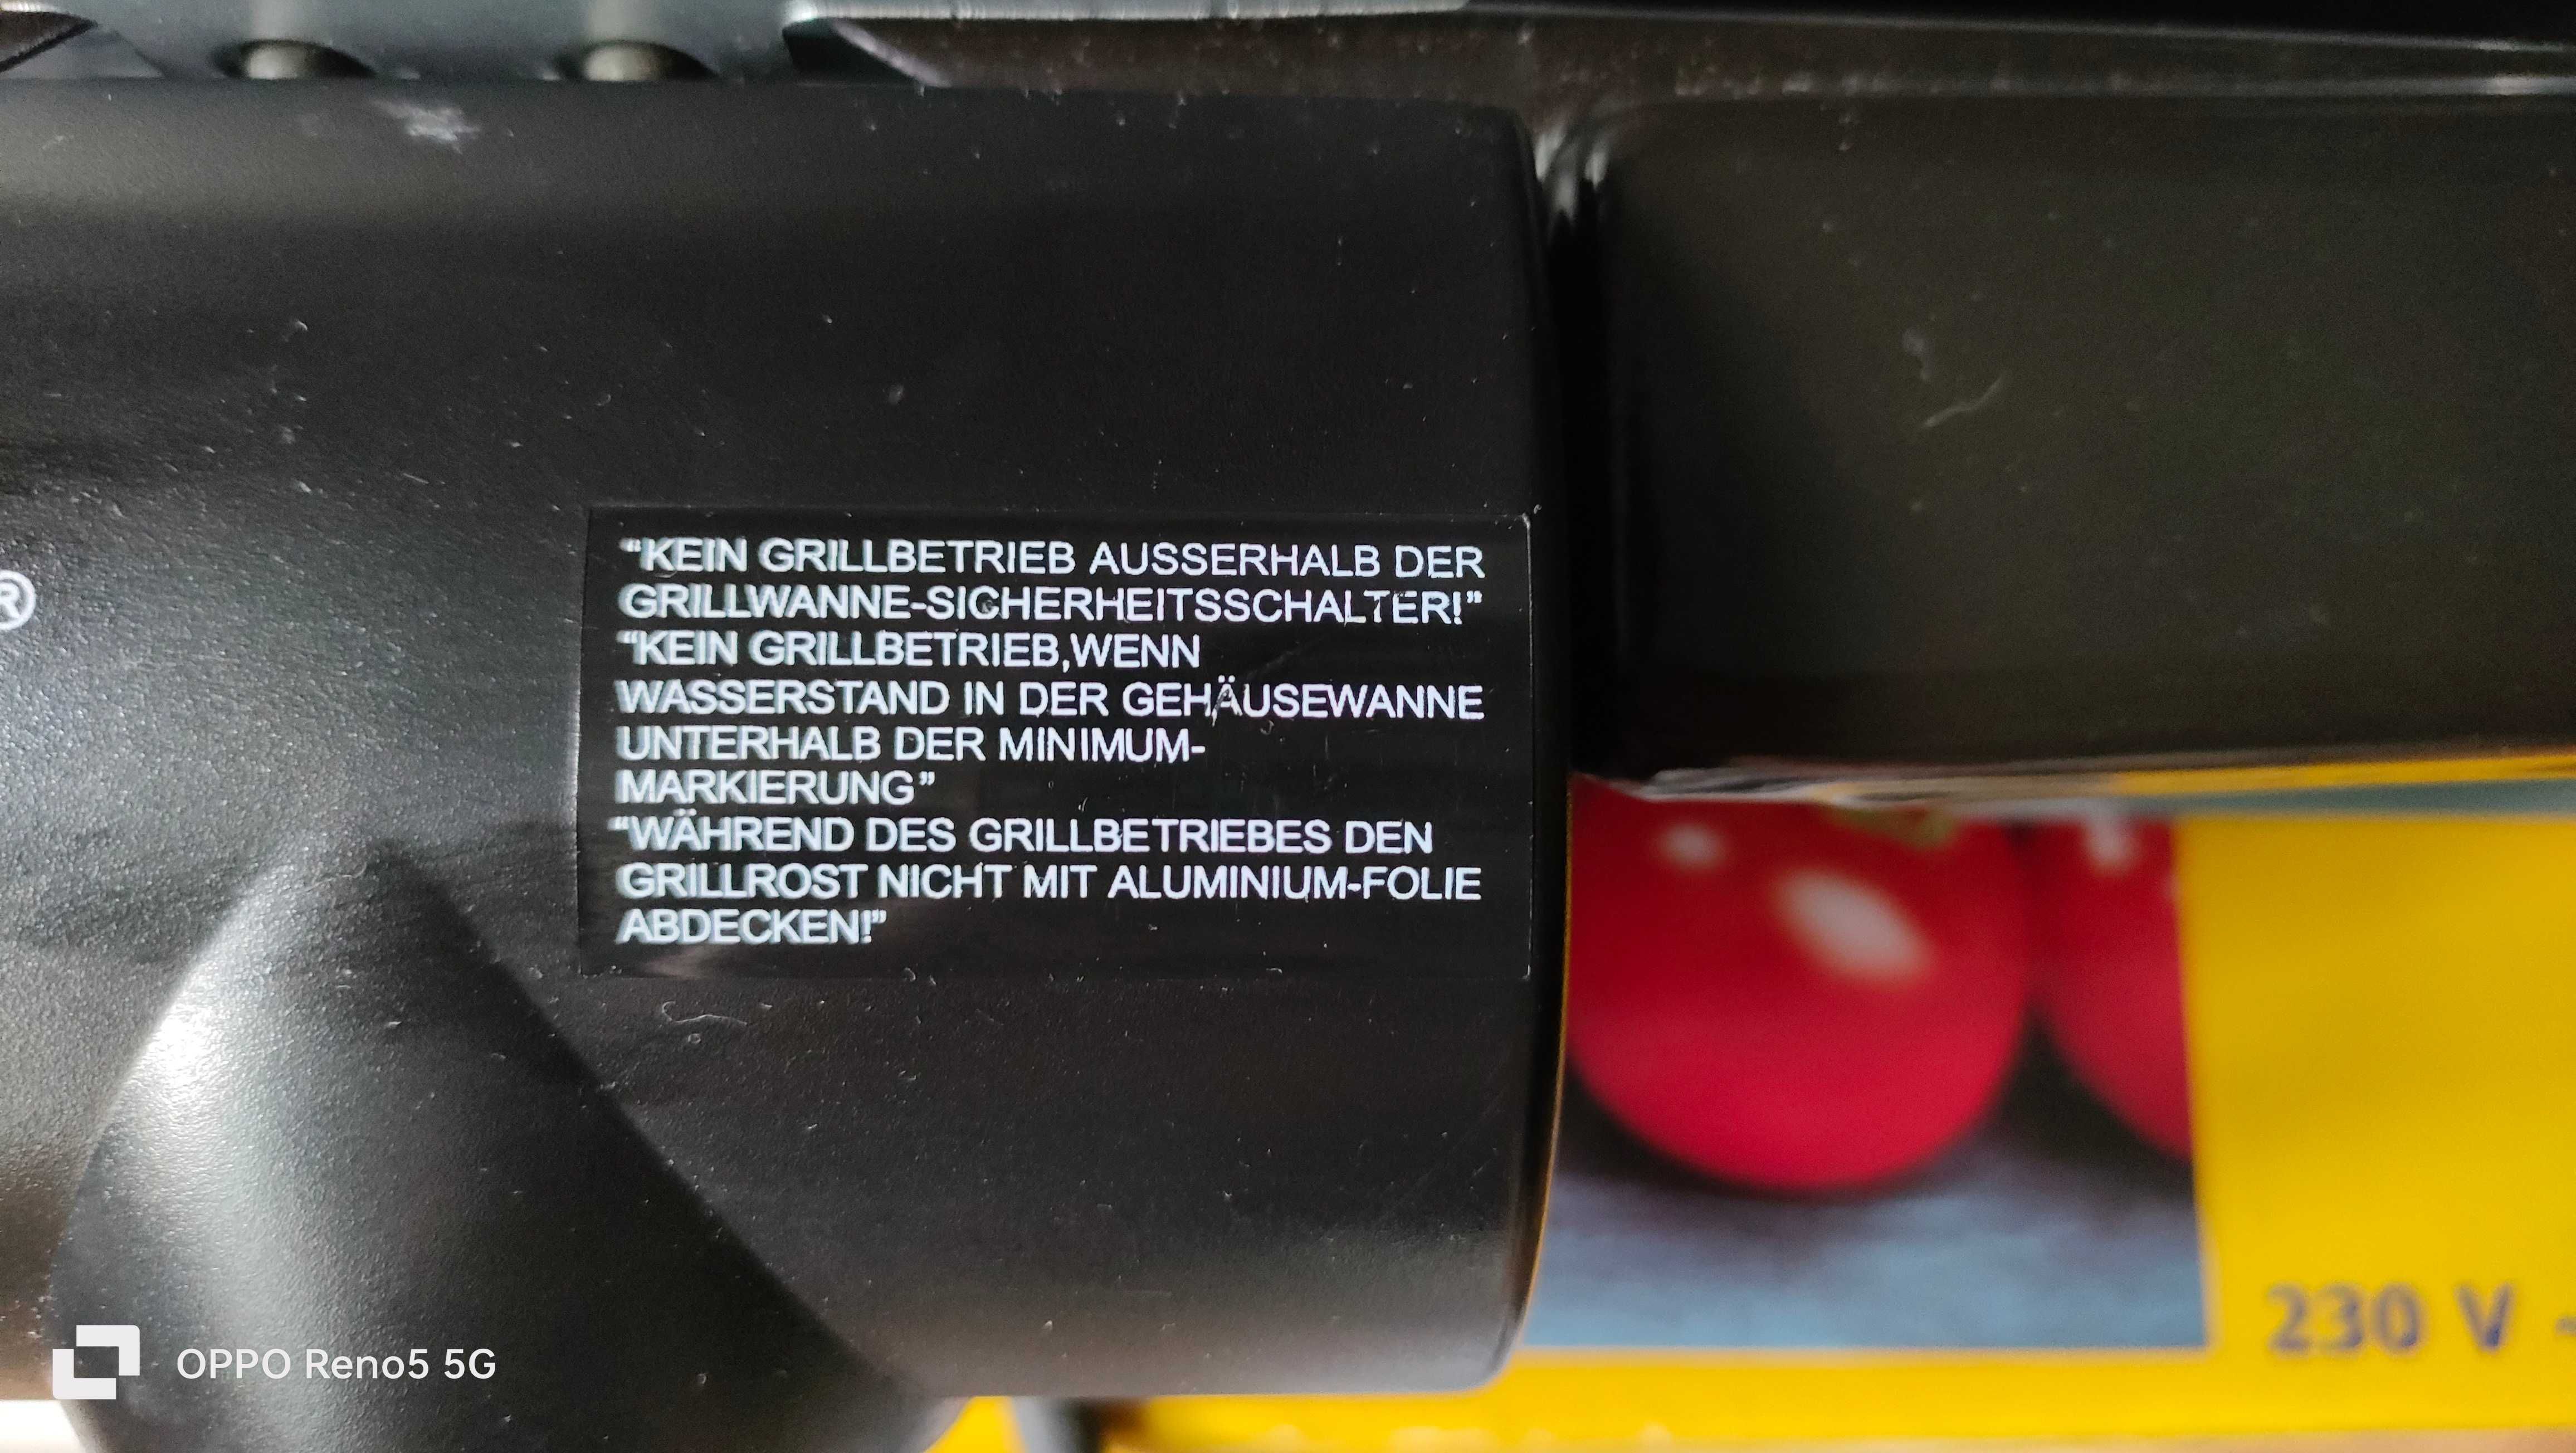 ®
“KEIN GRILLBETRIEB AUSSERHALB DER
GRILLWANNE-SICHERHEITSSCHALTER!”
“KEIN GRILLBETRIEB,WENN
WASSERSTAND IN DER GEHÄUSEWANNE
UNTERHALB DER MINIMUM-
MARKIERUNG”
“WÄHREND DES GRILLBETRIEBES DEN
GRILLROST NICHT MIT ALUMINIUM-FOLIE
ABDECKEN!”
230 V -
OPPO Reno5 5G